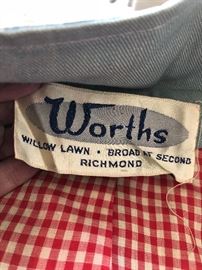 Worths
WILLOW LAWN • BROAD AT SECOND
RICHMOND